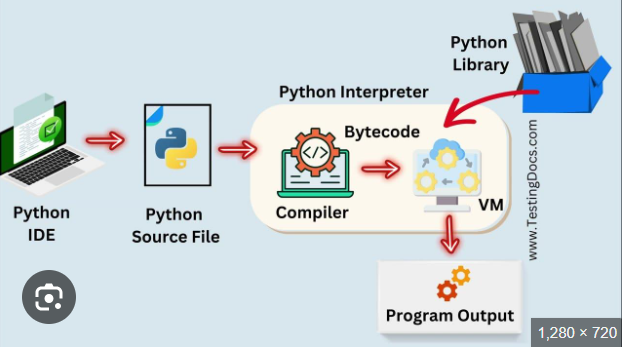 Python
Library
Python Interpreter
Bytecode
</>
Compiler
VM
Python
IDE
Python
Source File
www.TestingDocs.com
Program Output
1,280 × 720